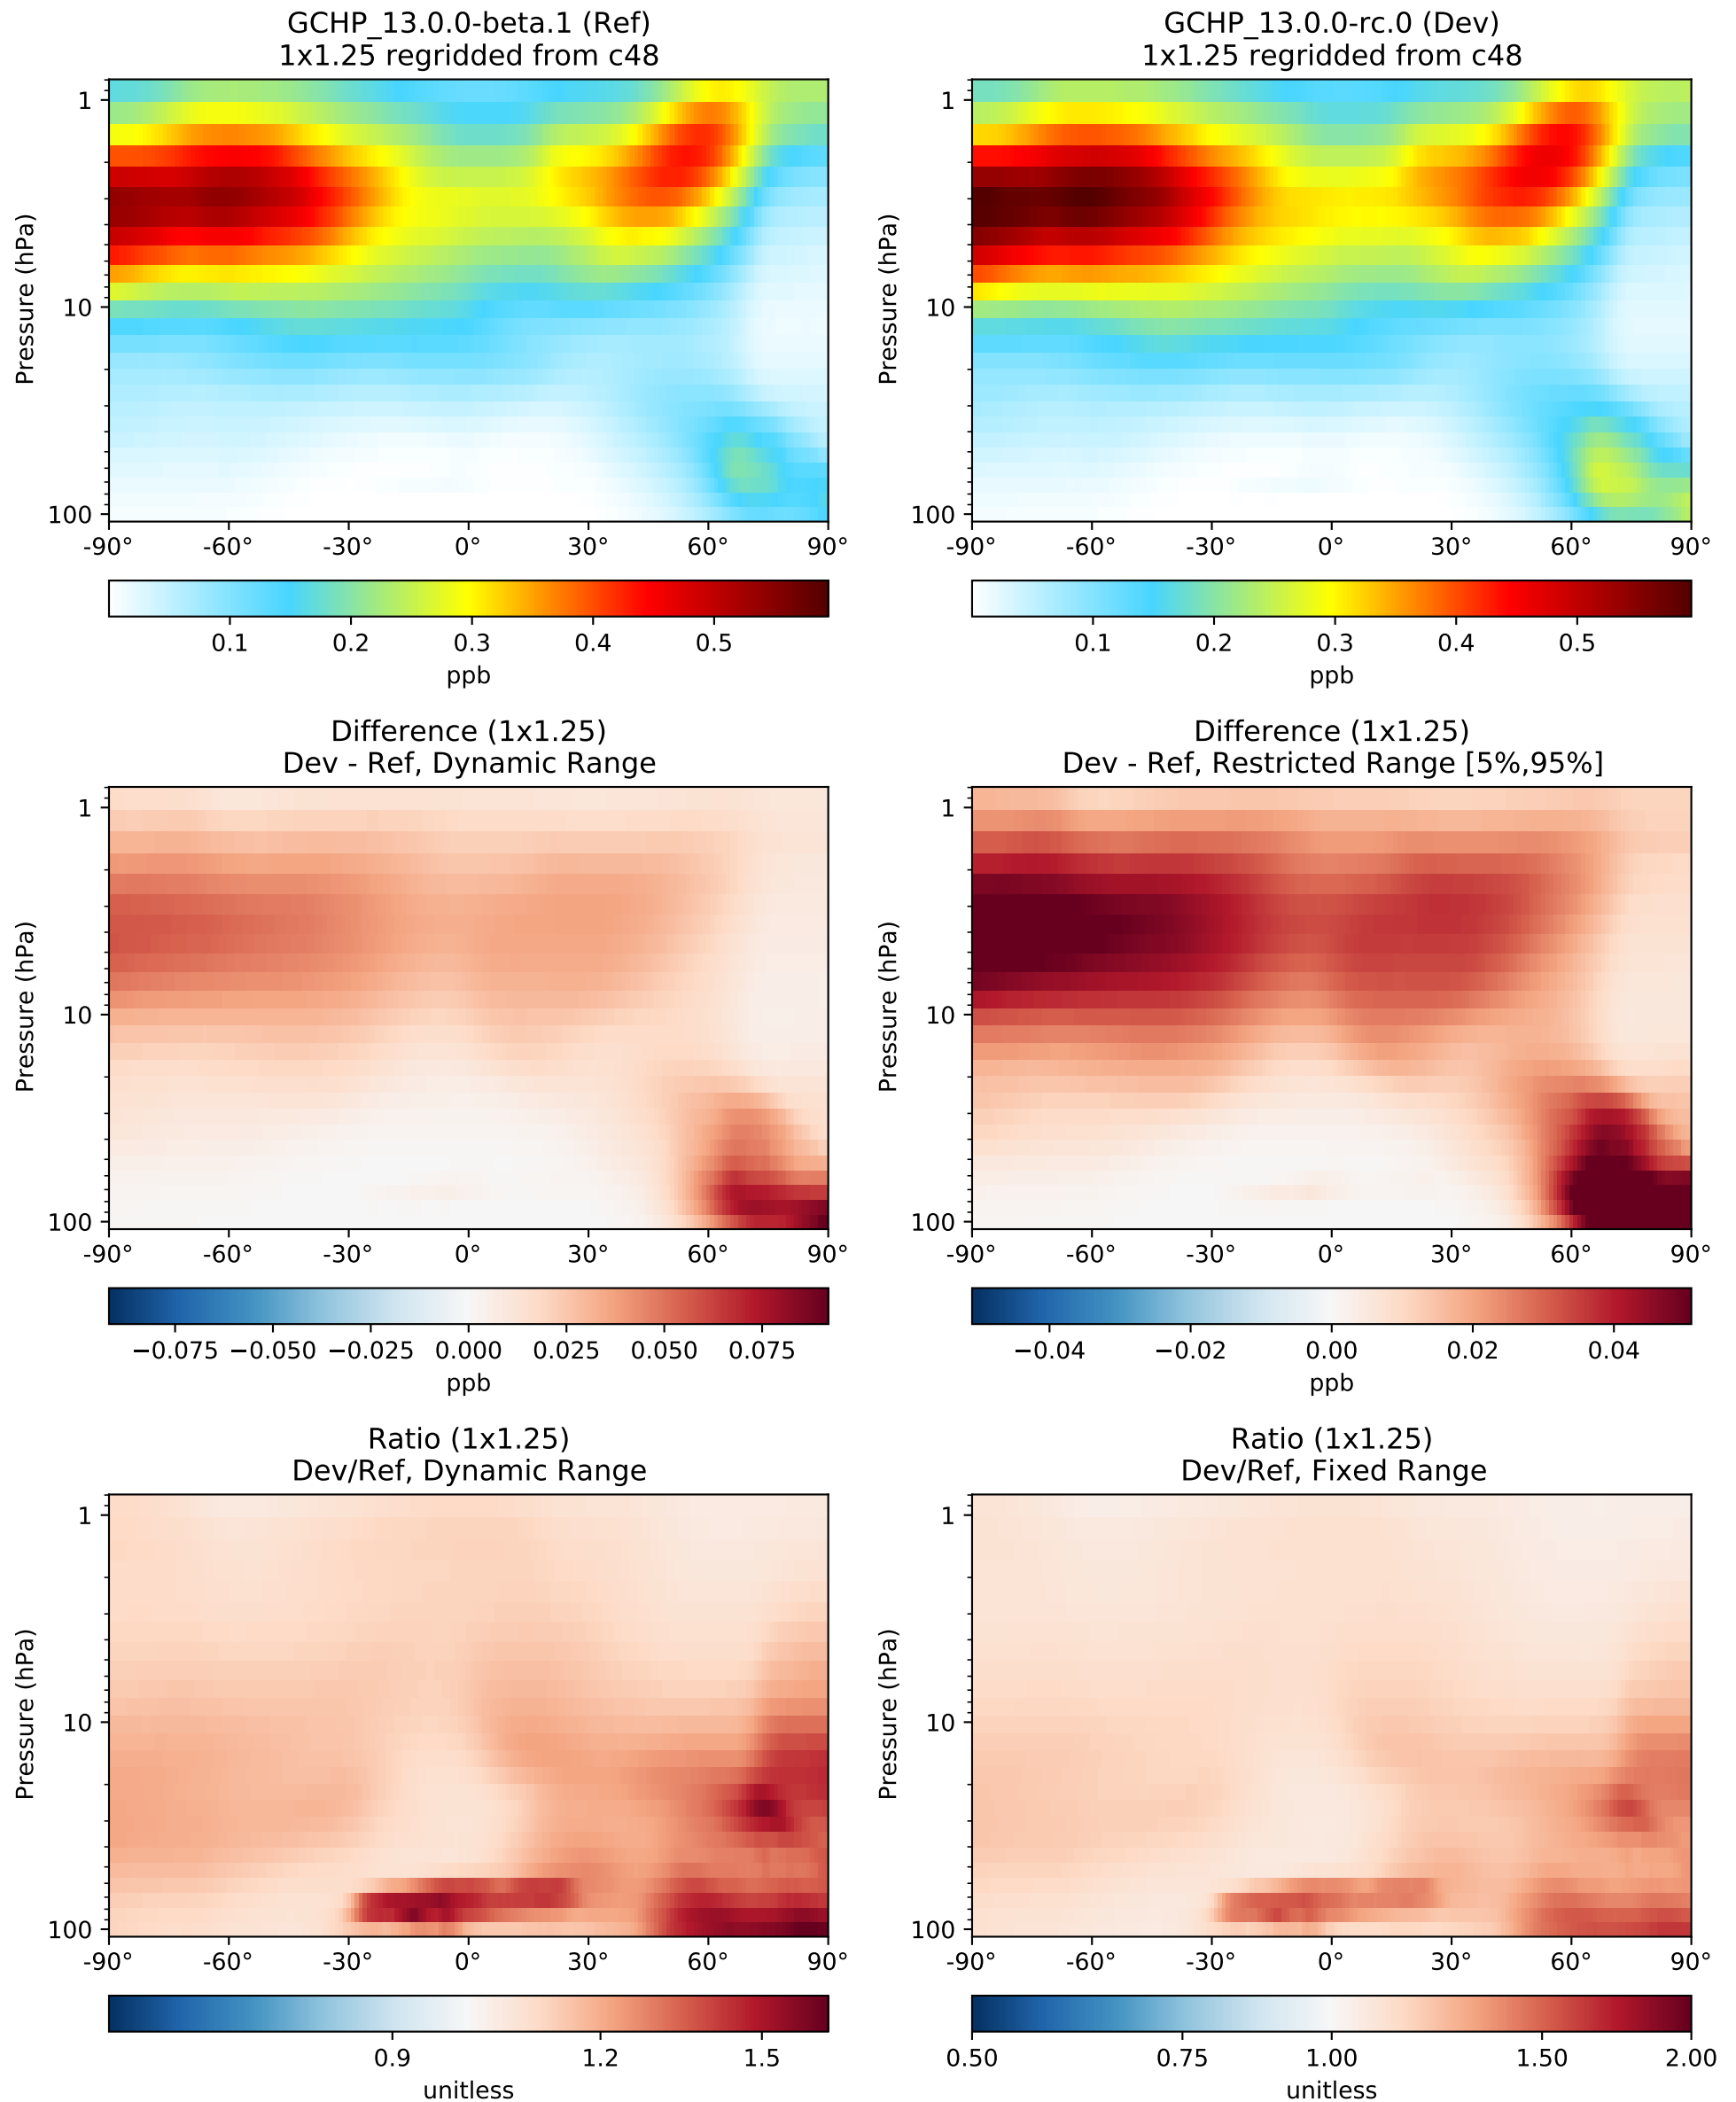 GCHP_13.0.0-beta.1 (Ref)
1x1.25 regridded from c48
Pressure (hPa)
1
10
100
-90° -60° -30° 0° 30° 60° 90°
0.1 0.2 0.3 0.4 0.5
ppb
GCHP_13.0.0-rc.0 (Dev)
1x1.25 regridded from c48
Pressure (hPa)
1
10
100
-90° -60° -30° 0° 30° 60° 90°
0.1 0.2 0.3 0.4 0.5
ppb
Difference (1x1.25)
Dev - Ref, Dynamic Range
Pressure (hPa)
1
10
100
-90° -60° -30° 0° 30° 60° 90°
−0.075 −0.050 −0.025 0.000 0.025 0.050 0.075
ppb
Difference (1x1.25)
Dev - Ref, Restricted Range [5%,95%]
Pressure (hPa)
1
10
100
-90° -60° -30° 0° 30° 60° 90°
−0.04 −0.02 0.00 0.02 0.04
ppb
Ratio (1x1.25)
Dev/Ref, Dynamic Range
Pressure (hPa)
1
10
100
-90° -60° -30° 0° 30° 60° 90°
0.9 1.2 1.5
unitless
Ratio (1x1.25)
Dev/Ref, Fixed Range
Pressure (hPa)
1
10
100
-90° -60° -30° 0° 30° 60° 90°
0.50 0.75 1.00 1.50 2.00
unitless